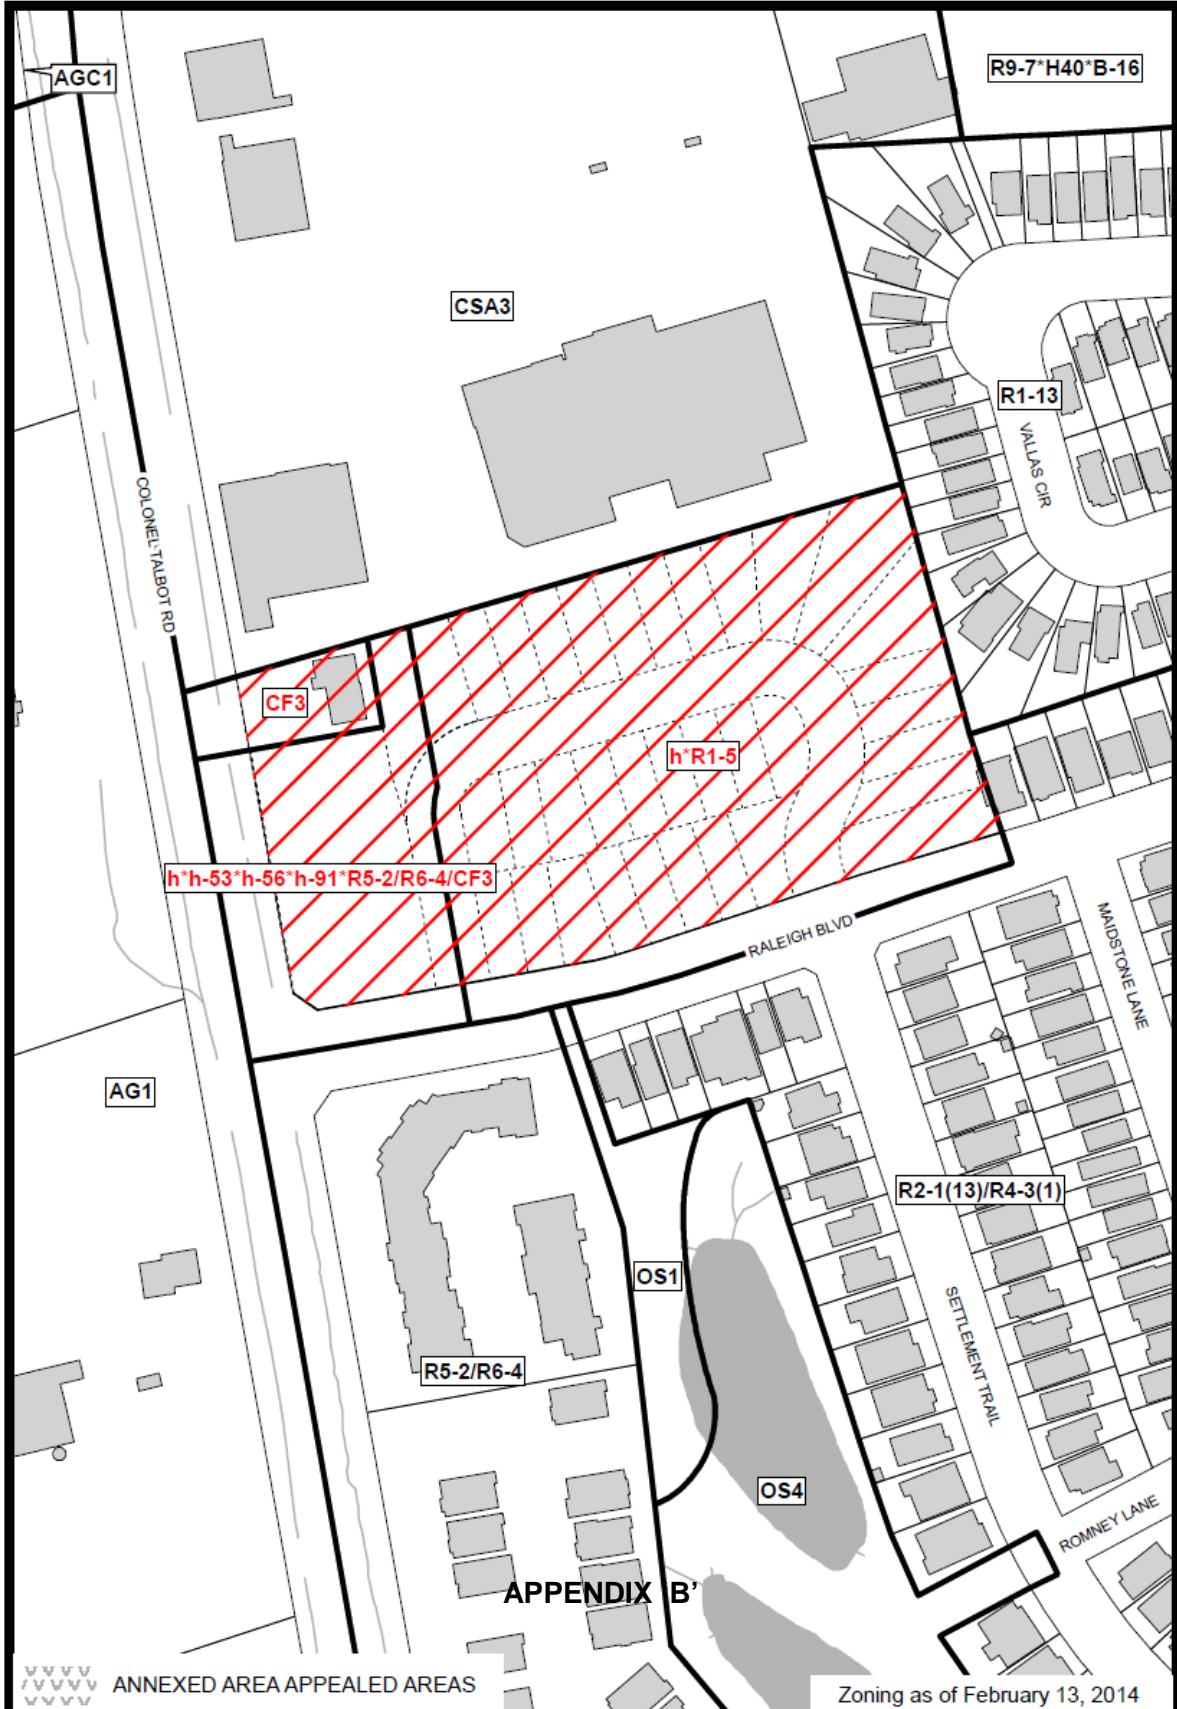 AGC1
R9-7*H40*B-16
CSA3
R1-13
VALLAS CIR
COLONEL TALBOT RD
CF3
h*R1-5
h*h-53*h-56*h-91*R5-2/R6-4/CF3
RALEIGH BLVD
MAIDSTONE LANE
AG1
R2-1(13)/R4-3(1)
OS1
SETTLEMENT TRAIL
R5-2/R6-4
OS4
ROMNEY LANE
APPENDIX 'B'
ANNEXED AREA APPEALED AREAS
Zoning as of February 13, 2014